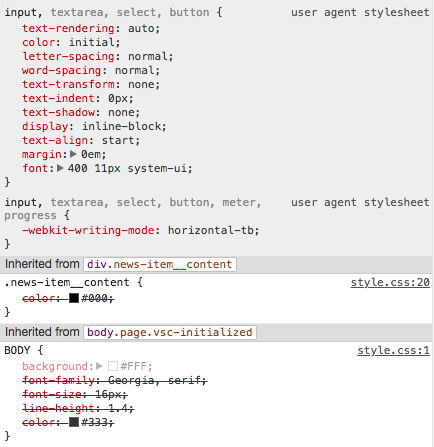 input, textarea, select, button { user agent stylesheet
text-rendering: auto;
color: initial;
letter-spacing: normal;
word-spacing: normal;
text-transform: none;
text-indent: 0px;
text-shadow: none;
display: inline-block;
text-align: start;
margin:▶ 0em;
font:▶ 400 11px system-ui;
}
input, textarea, select, button, meter, user agent stylesheet
progress {
-webkit-writing-mode: horizontal-tb;
}
Inherited from div.news-item__content
.news-item__content { style.css:20
color: #000;
}
Inherited from body.page.vsc-initialized
BODY { style.css:1
background:▶ #FFF;
font-family: Georgia, serif;
font-size: 16px;
line-height: 1.4;
color: #333;
}